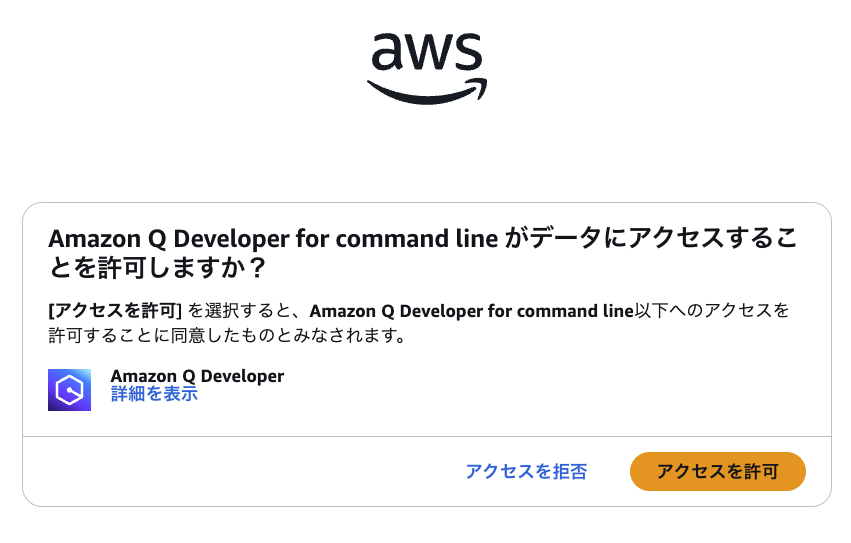 aws
Amazon Q Developer for command line がデータにアクセスするこ
とを許可しますか？
[アクセスを許可] を選択すると、Amazon Q Developer for command line以下へのアクセスを
許可することに同意したものとみなされます。
Amazon Q Developer
詳細を表示
アクセスを拒否
アクセスを許可